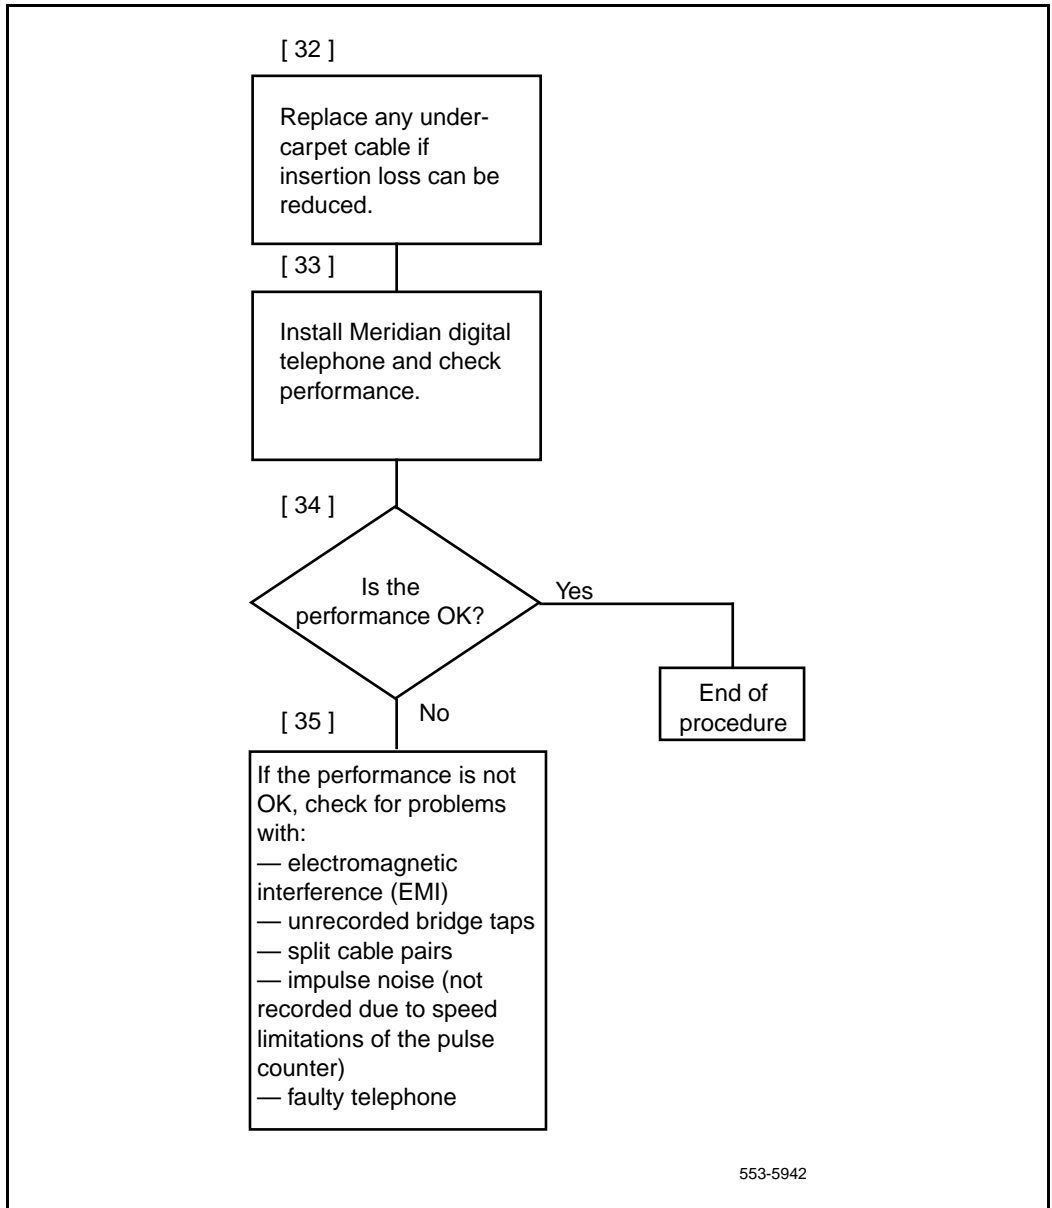 [ 32 ]
Replace any under-
carpet cable if
insertion loss can be
reduced.
[ 33 ]
Install Meridian digital
telephone and check
performance.
[ 34 ]
Is the
performance OK?
Yes
End of
procedure
No
[ 35 ]
If the performance is not
OK, check for problems
with:
— electromagnetic
interference (EMI)
— unrecorded bridge taps
— split cable pairs
— impulse noise (not
recorded due to speed
limitations of the pulse
counter)
— faulty telephone
553-5942